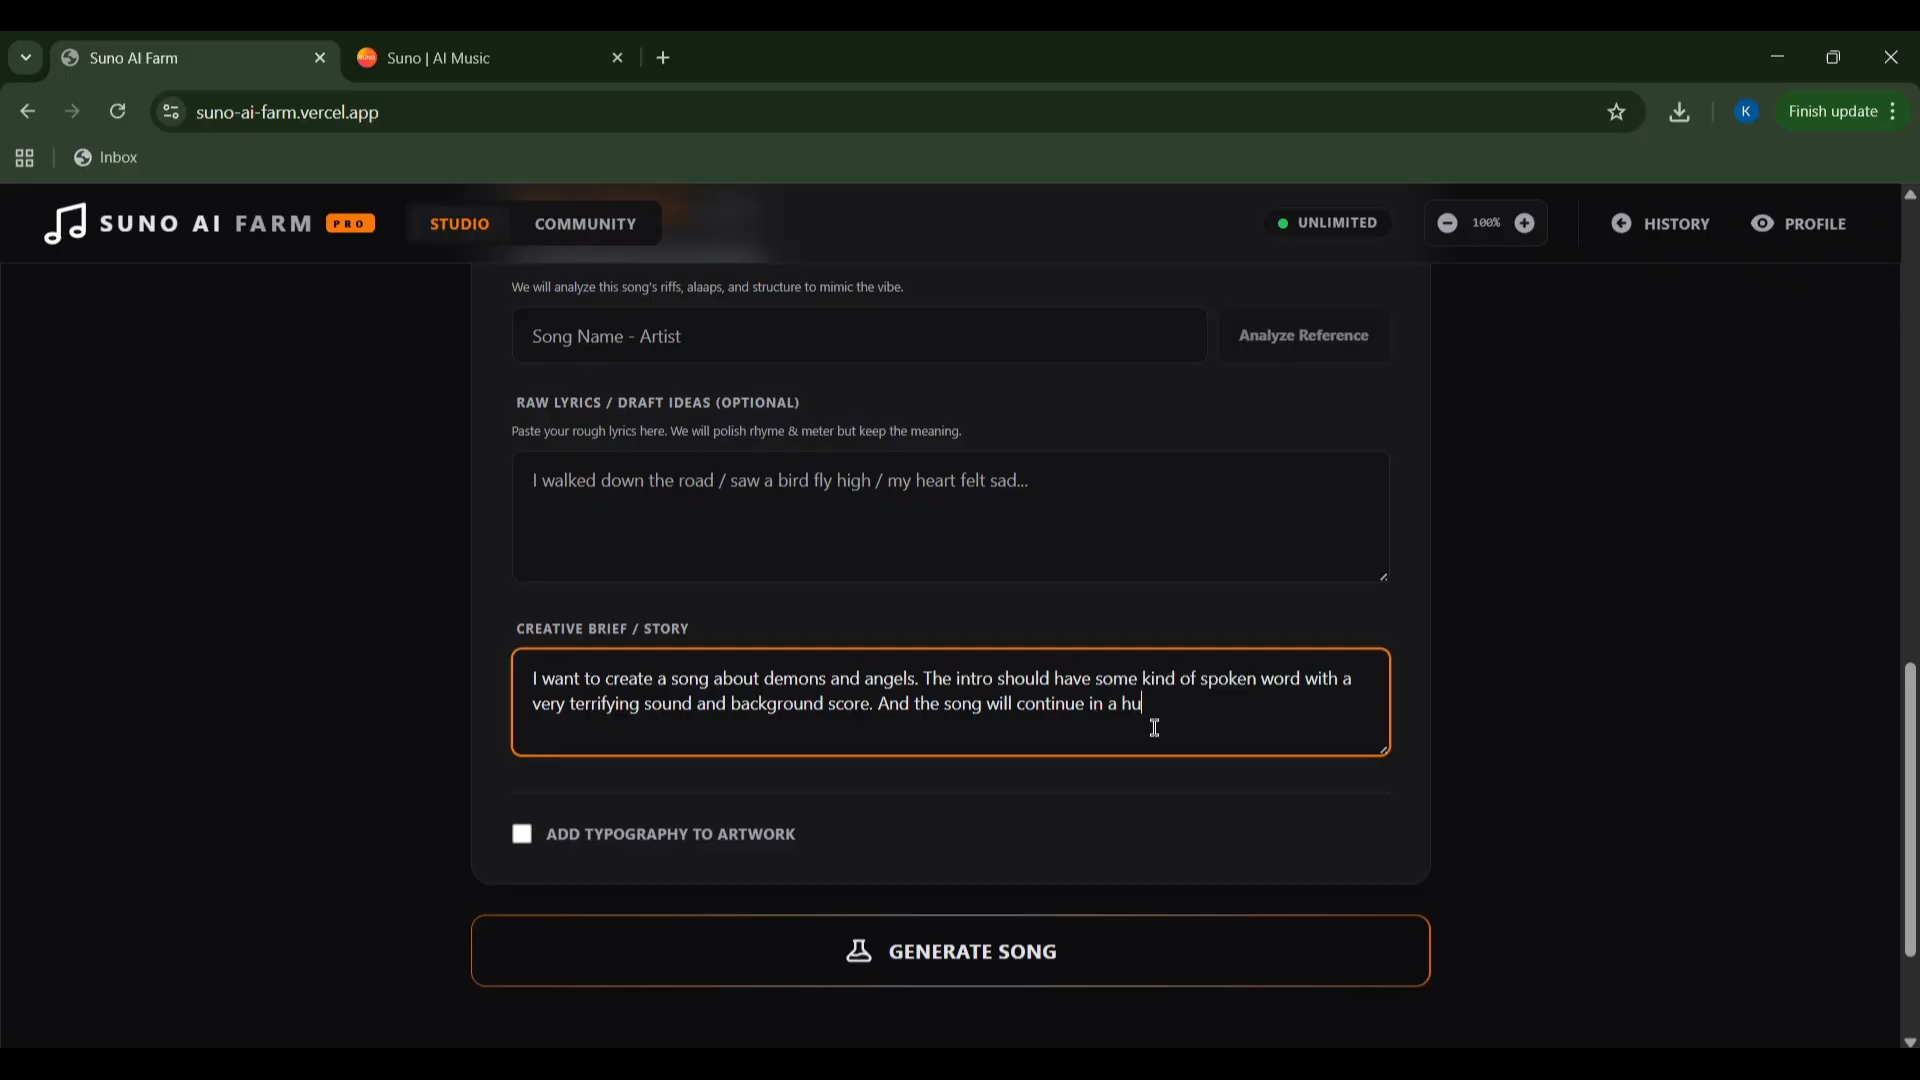 Suno AI Farm
Suno | AI Music
suno-ai-farm.vercel.app
K
Finish update
Inbox
SUNO AI FARM PRO
STUDIO
COMMUNITY
UNLIMITED
100%
HISTORY
PROFILE
We will analyze this song's riffs, alaaps, and structure to mimic the vibe.
Song Name - Artist
Analyze Reference
RAW LYRICS / DRAFT IDEAS (OPTIONAL)
Paste your rough lyrics here. We will polish rhyme & meter but keep the meaning.
I walked down the road / saw a bird fly high / my heart felt sad...
CREATIVE BRIEF / STORY
I want to create a song about demons and angels. The intro should have some kind of spoken word with a
very terrifying sound and background score. And the song will continue in a hu
ADD TYPOGRAPHY TO ARTWORK
GENERATE SONG